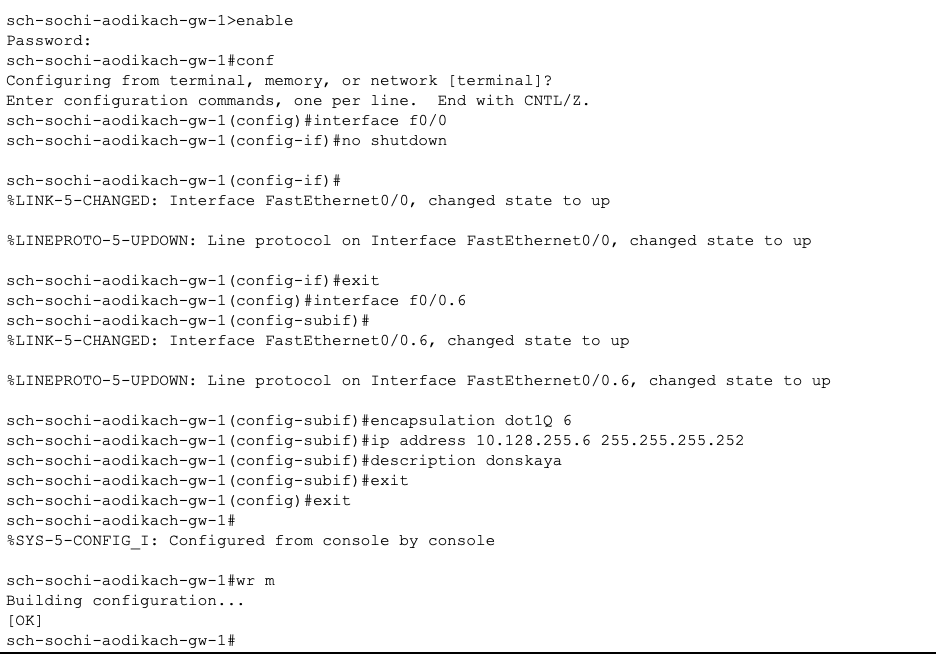 sch-sochi-aodikach-gw-1>enable
Password:
sch-sochi-aodikach-gw-1#conf
Configuring from terminal, memory, or network [terminal]?
Enter configuration commands, one per line.  End with CNTL/Z.
sch-sochi-aodikach-gw-1(config)#interface f0/0
sch-sochi-aodikach-gw-1(config-if)#no shutdown
sch-sochi-aodikach-gw-1(config-if)#
%LINK-5-CHANGED: Interface FastEthernet0/0, changed state to up
%LINEPROTO-5-UPDOWN: Line protocol on Interface FastEthernet0/0, changed state to up
sch-sochi-aodikach-gw-1(config-if)#exit
sch-sochi-aodikach-gw-1(config)#interface f0/0.6
sch-sochi-aodikach-gw-1(config-subif)#
%LINK-5-CHANGED: Interface FastEthernet0/0.6, changed state to up
%LINEPROTO-5-UPDOWN: Line protocol on Interface FastEthernet0/0.6, changed state to up
sch-sochi-aodikach-gw-1(config-subif)#encapsulation dot1Q 6
sch-sochi-aodikach-gw-1(config-subif)#ip address 10.128.255.6 255.255.255.252
sch-sochi-aodikach-gw-1(config-subif)#description donskaya
sch-sochi-aodikach-gw-1(config-subif)#exit
sch-sochi-aodikach-gw-1(config)#exit
sch-sochi-aodikach-gw-1#
%SYS-5-CONFIG_I: Configured from console by console
sch-sochi-aodikach-gw-1#wr m
Building configuration...
[OK]
sch-sochi-aodikach-gw-1#